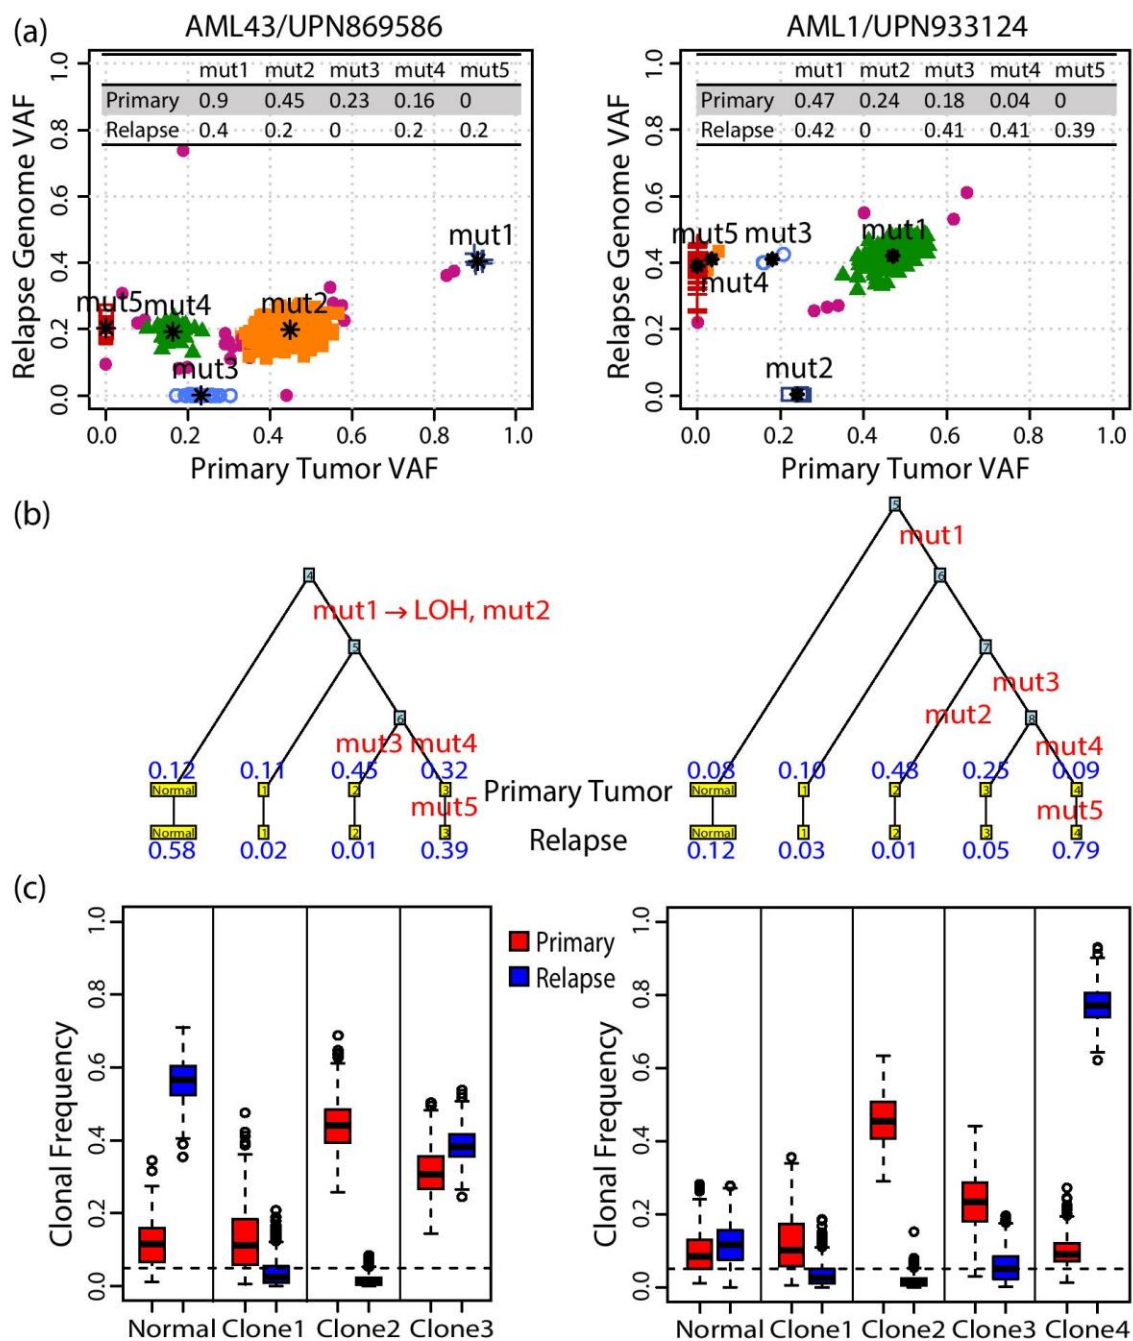 (a)
AML43/UPN869586
Relapse Genome VAF
1.0
0.8
0.6
0.4
0.2
0.0
mut1 mut2 mut3 mut4 mut5
Primary 0.9 0.45 0.23 0.16 0
Relapse 0.4 0.2 0 0.2 0.2
mut1
mut5
mut4
mut2
mut3
0.0 0.2 0.4 0.6 0.8 1.0
Primary Tumor VAF
AML1/UPN933124
Relapse Genome VAF
1.0
0.8
0.6
0.4
0.2
0.0
mut1 mut2 mut3 mut4 mut5
Primary 0.47 0.24 0.18 0.04 0
Relapse 0.42 0 0.41 0.41 0.39
mut5 mut3 mut1
mut4
mut2
0.0 0.2 0.4 0.6 0.8 1.0
Primary Tumor VAF
(b)
4
mut1 → LOH, mut2
5
6
mut3 mut4
0.12 0.11 0.45 0.32
Normal 1 2 3
mut5
Normal 1 2 3
0.58 0.02 0.01 0.39
Primary Tumor
Relapse
5
mut1
6
7
mut3
mut2
8
mut4
0.08 0.10 0.48 0.25 0.09
Normal 1 2 3 4
mut5
Normal 1 2 3 4
0.12 0.03 0.01 0.05 0.79
(c)
Clonal Frequency
1.0
0.8
0.6
0.4
0.2
0.0
Normal Clone1 Clone2 Clone3
Primary
Relapse
Clonal Frequency
1.0
0.8
0.6
0.4
0.2
0.0
Normal Clone1 Clone2 Clone3 Clone4